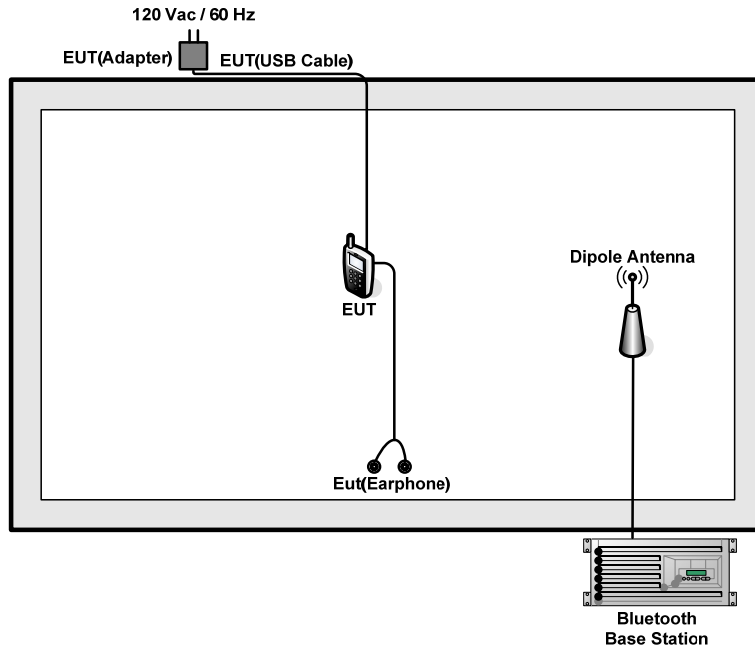 120 Vac / 60 Hz
EUT(Adapter)
EUT(USB Cable)
Dipole Antenna
EUT
Eut(Earphone)
Bluetooth
Base Station